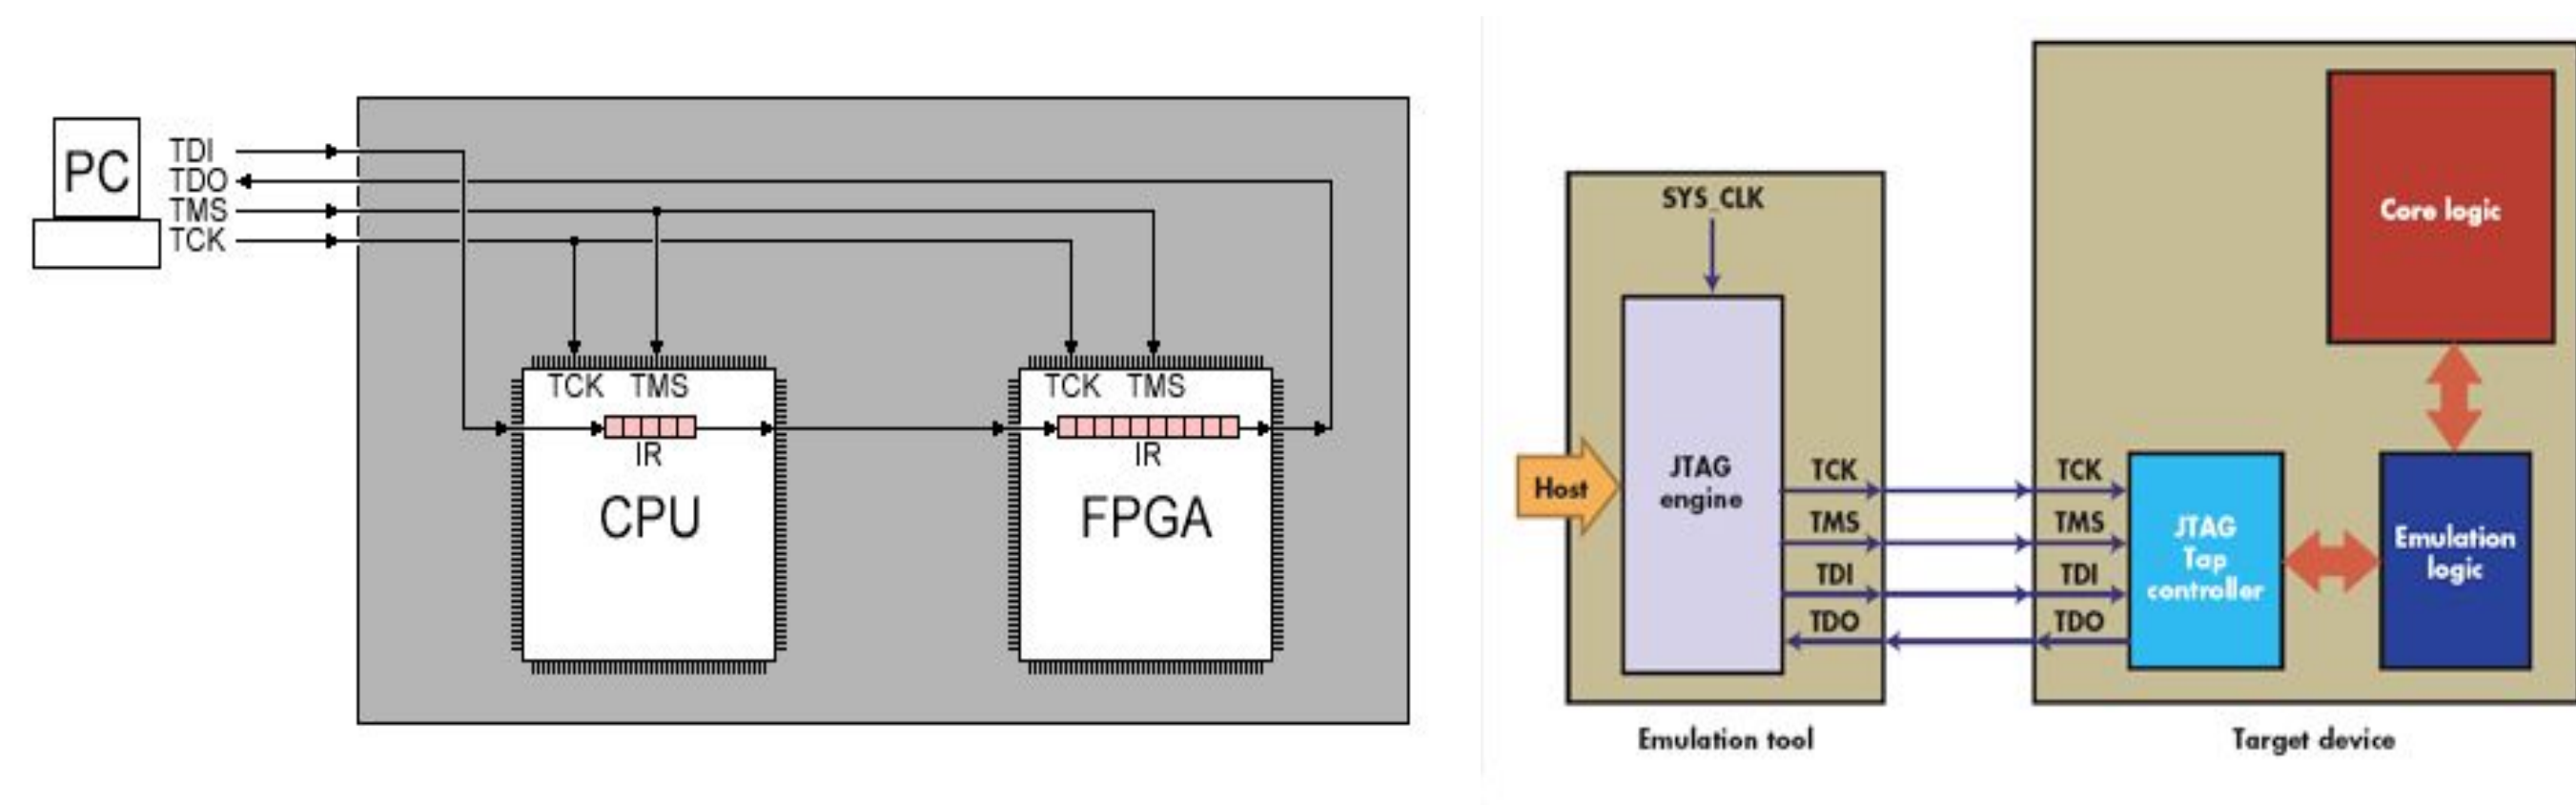 PC
TDI
TDO
TMS
TCK
TCK TMS
IR
CPU
TCK TMS
IR
FPGA
SYS_CLK
Host
JTAG
engine
TCK
TMS
TDI
TDO
Emulation tool
TCK
TMS
TDI
TDO
JTAG
Tap
controller
Core logic
Emulation
logic
Target device